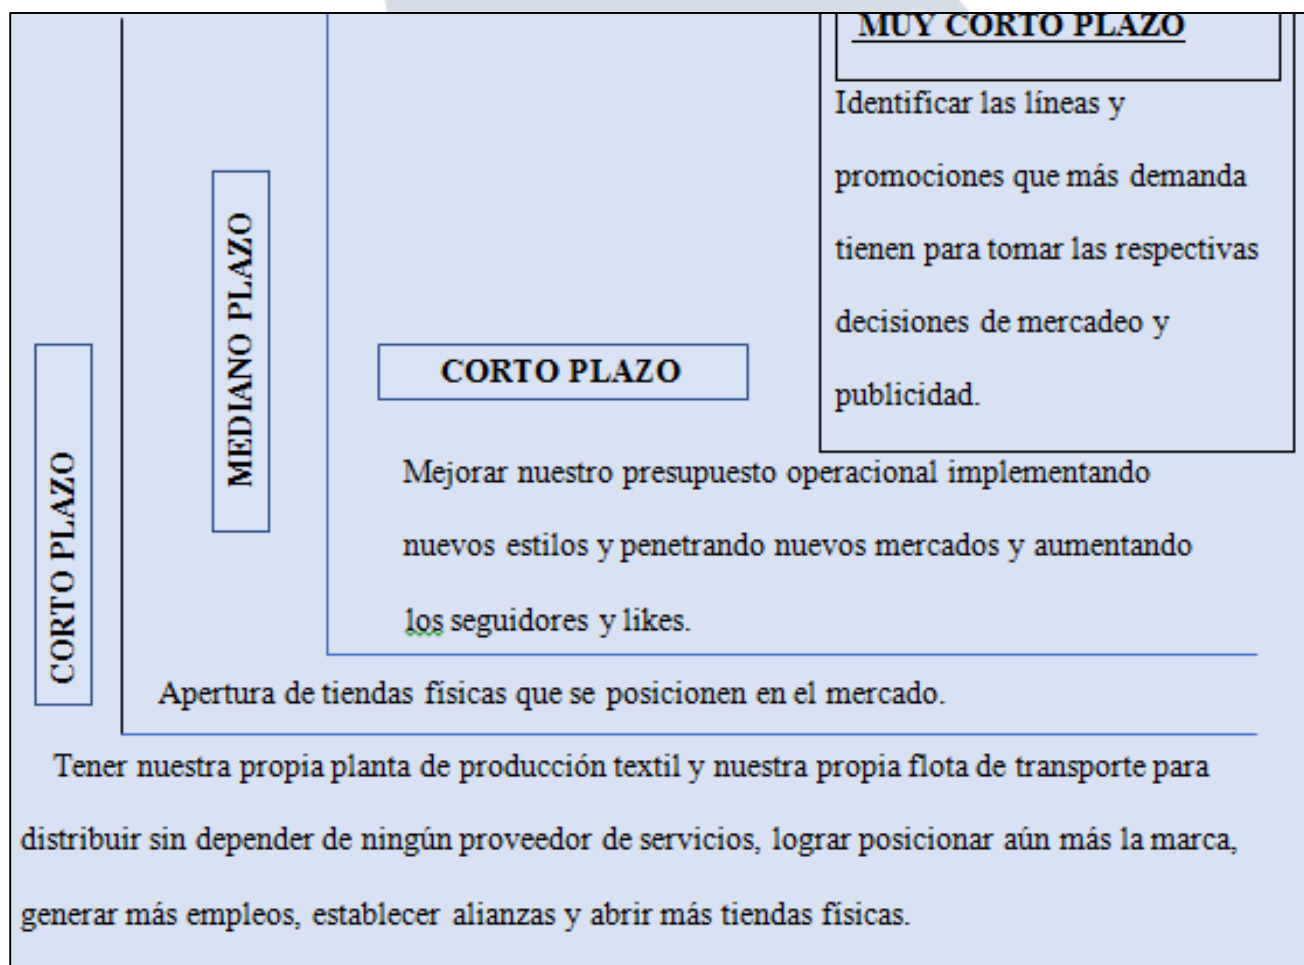 MUY CORTO PLAZO
Identificar las líneas y
promociones que más demanda
tienen para tomar las respectivas
decisiones de mercadeo y
publicidad.
CORTO PLAZO
Mejorar nuestro presupuesto operacional implementando
nuevos estilos y penetrando nuevos mercados y aumentando
los seguidores y likes.
MEDIANO PLAZO
Apertura de tiendas físicas que se posicionen en el mercado.
CORTO PLAZO
Tener nuestra propia planta de producción textil y nuestra propia flota de transporte para
distribuir sin depender de ningún proveedor de servicios, lograr posicionar aún más la marca,
generar más empleos, establecer alianzas y abrir más tiendas físicas.